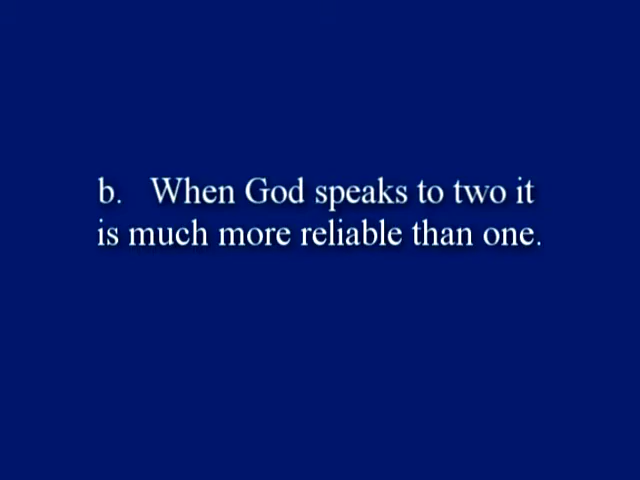 b. When God speaks to two it
is much more reliable than one.